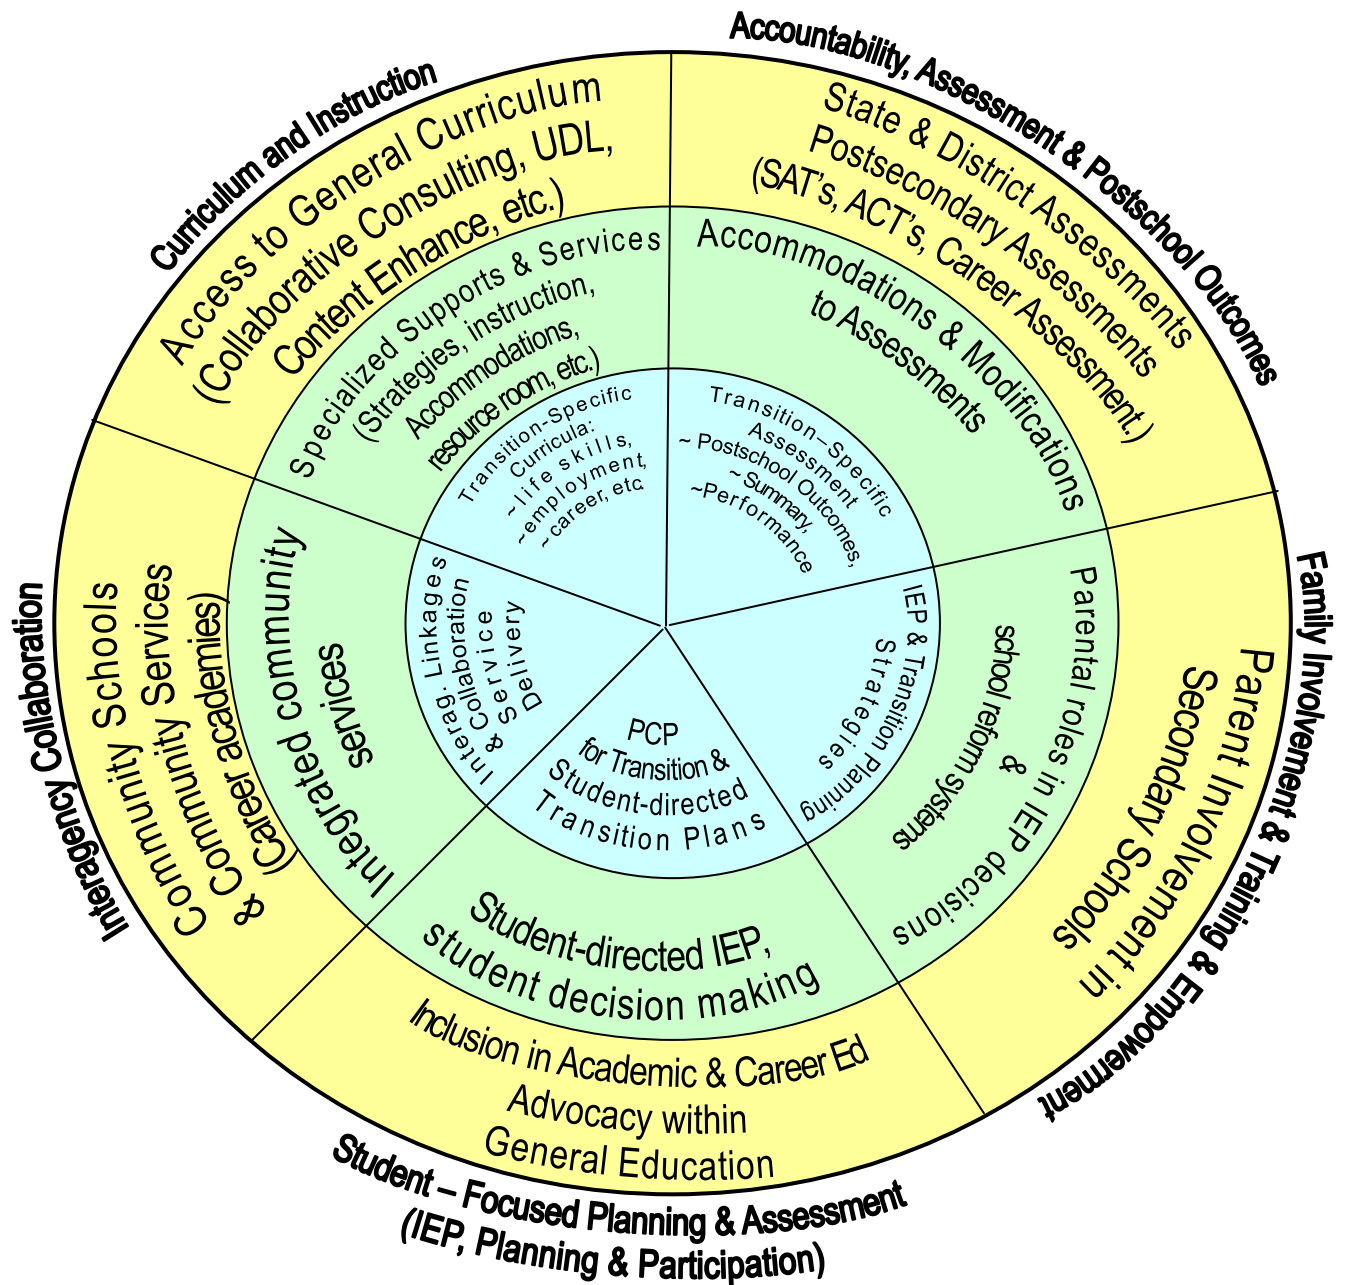 Curriculum and Instruction
Access to General Curriculum
(Collaborative Consulting, UDL,
Content Enhance, etc.)
Specialized Supports & Services
(Strategies, instruction,
Accommodations,
resource room, etc.)
Transition-Specific
Curricula:
~life skills,
~employment,
~career, etc.
Accountability, Assessment & Postschool Outcomes
State & District Assessments
Postsecondary Assessments
(SAT's, ACT's, Career Assessment.)
Accommodations & Modifications
to Assessments
Transition–Specific
Assessment
~ Postschool Outcomes,
~ Summary,
~Performance
Family Involvement & Training & Empowerment
Parent Involvement in
Secondary Schools
Parental roles in IEP decisions
&
school reform systems
IEP & Transition Planning
Strategies
PCP
for Transition &
Student-directed
Transition Plans
Student-directed IEP,
student decision making
Inclusion in Academic & Career Ed
Advocacy within
General Education
Student – Focused Planning & Assessment
(IEP, Planning & Participation)
Interagency Collaboration
Community Schools
& Community Services
(Career academies)
Integrated community
services
Interag. Linkages
& Collaboration
Service
Delivery